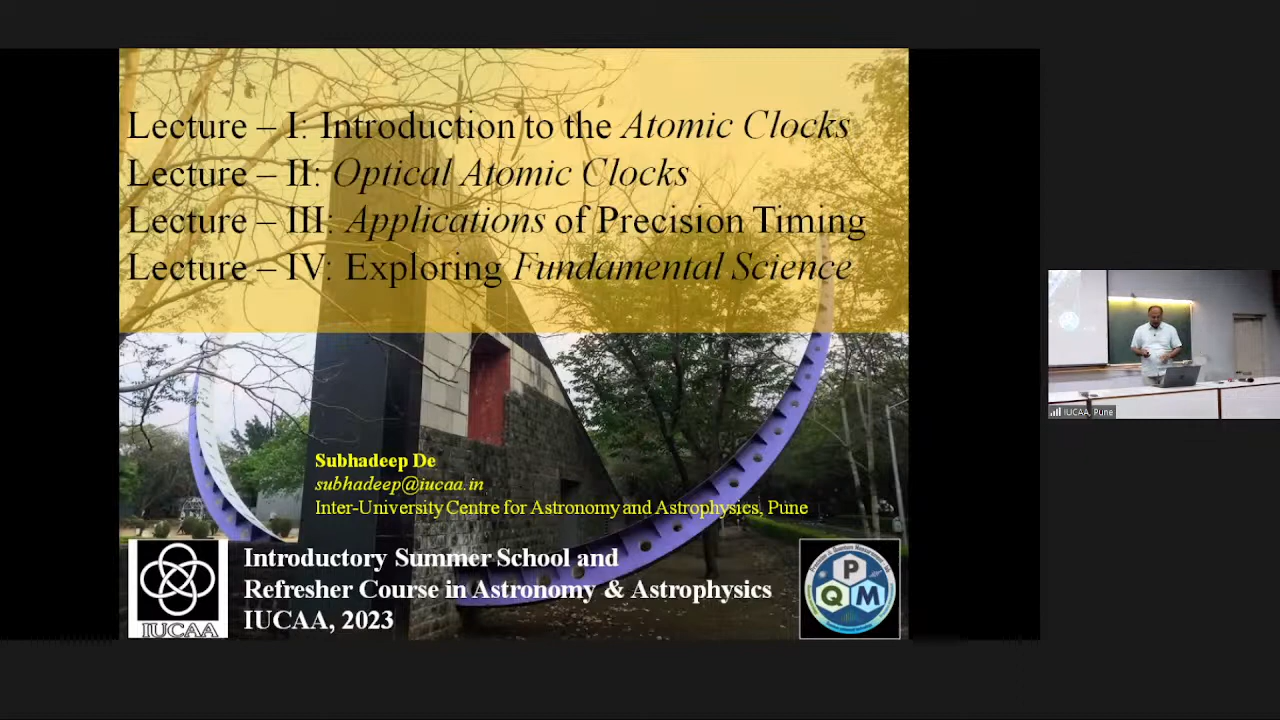 Lecture – I: Introduction to the Atomic Clocks
Lecture – II: Optical Atomic Clocks
Lecture – III: Applications of Precision Timing
Lecture – IV: Exploring Fundamental Science
Subhadeep De
subhadeep@iucaa.in
Inter-University Centre for Astronomy and Astrophysics, Pune
Introductory Summer School and
Refresher Course in Astronomy & Astrophysics
IUCAA, 2023
IUCAA
P
Q M
IUCAA, Pune